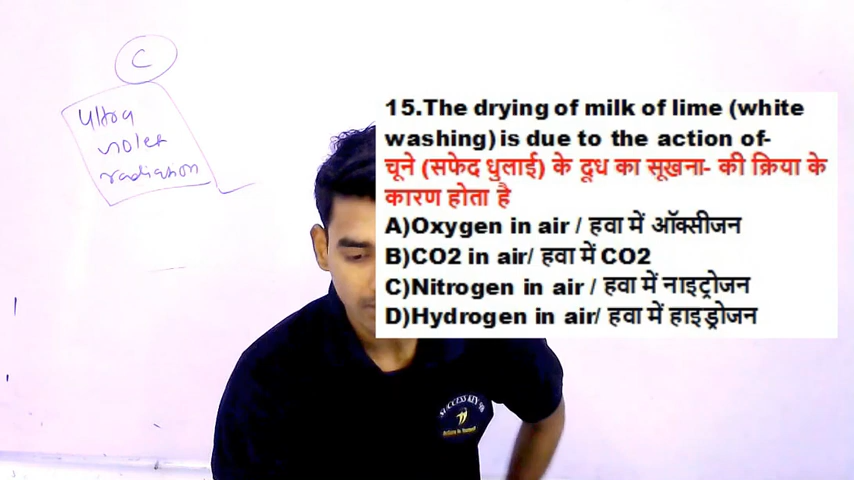 C
Ultra
violet
radiation
15.The drying of milk of lime (white
washing) is due to the action of-
चूने (सफेद धुलाई) के दूध का सूखना- की क्रिया के
कारण होता है
A)Oxygen in air / हवा में ऑक्सीजन
B)CO2 in air/ हवा में CO2
C)Nitrogen in air / हवा में नाइट्रोजन
D)Hydrogen in air/ हवा में हाइड्रोजन